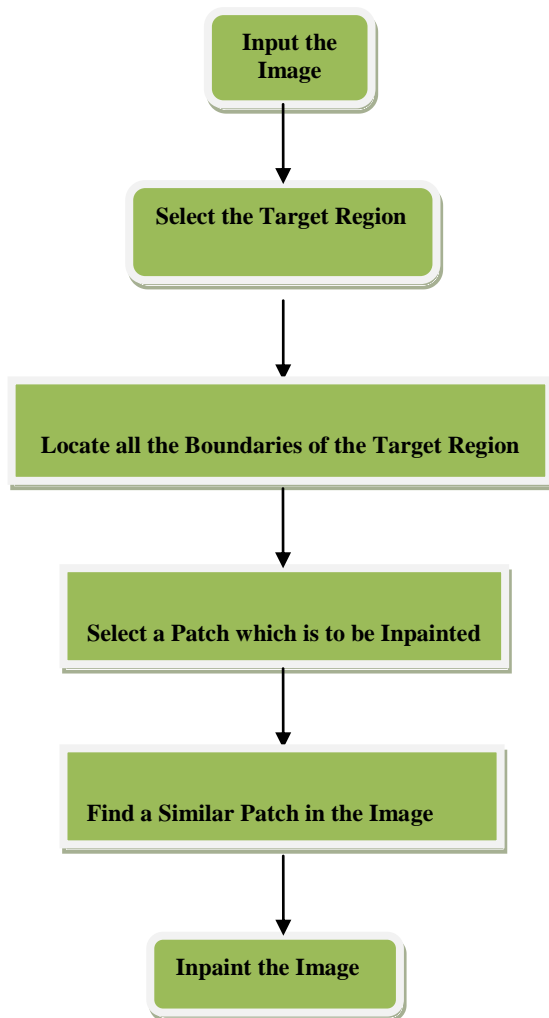 Input the
Image
Select the Target Region
Locate all the Boundaries of the Target Region
Select a Patch which is to be Inpainted
Find a Similar Patch in the Image
Inpaint the Image